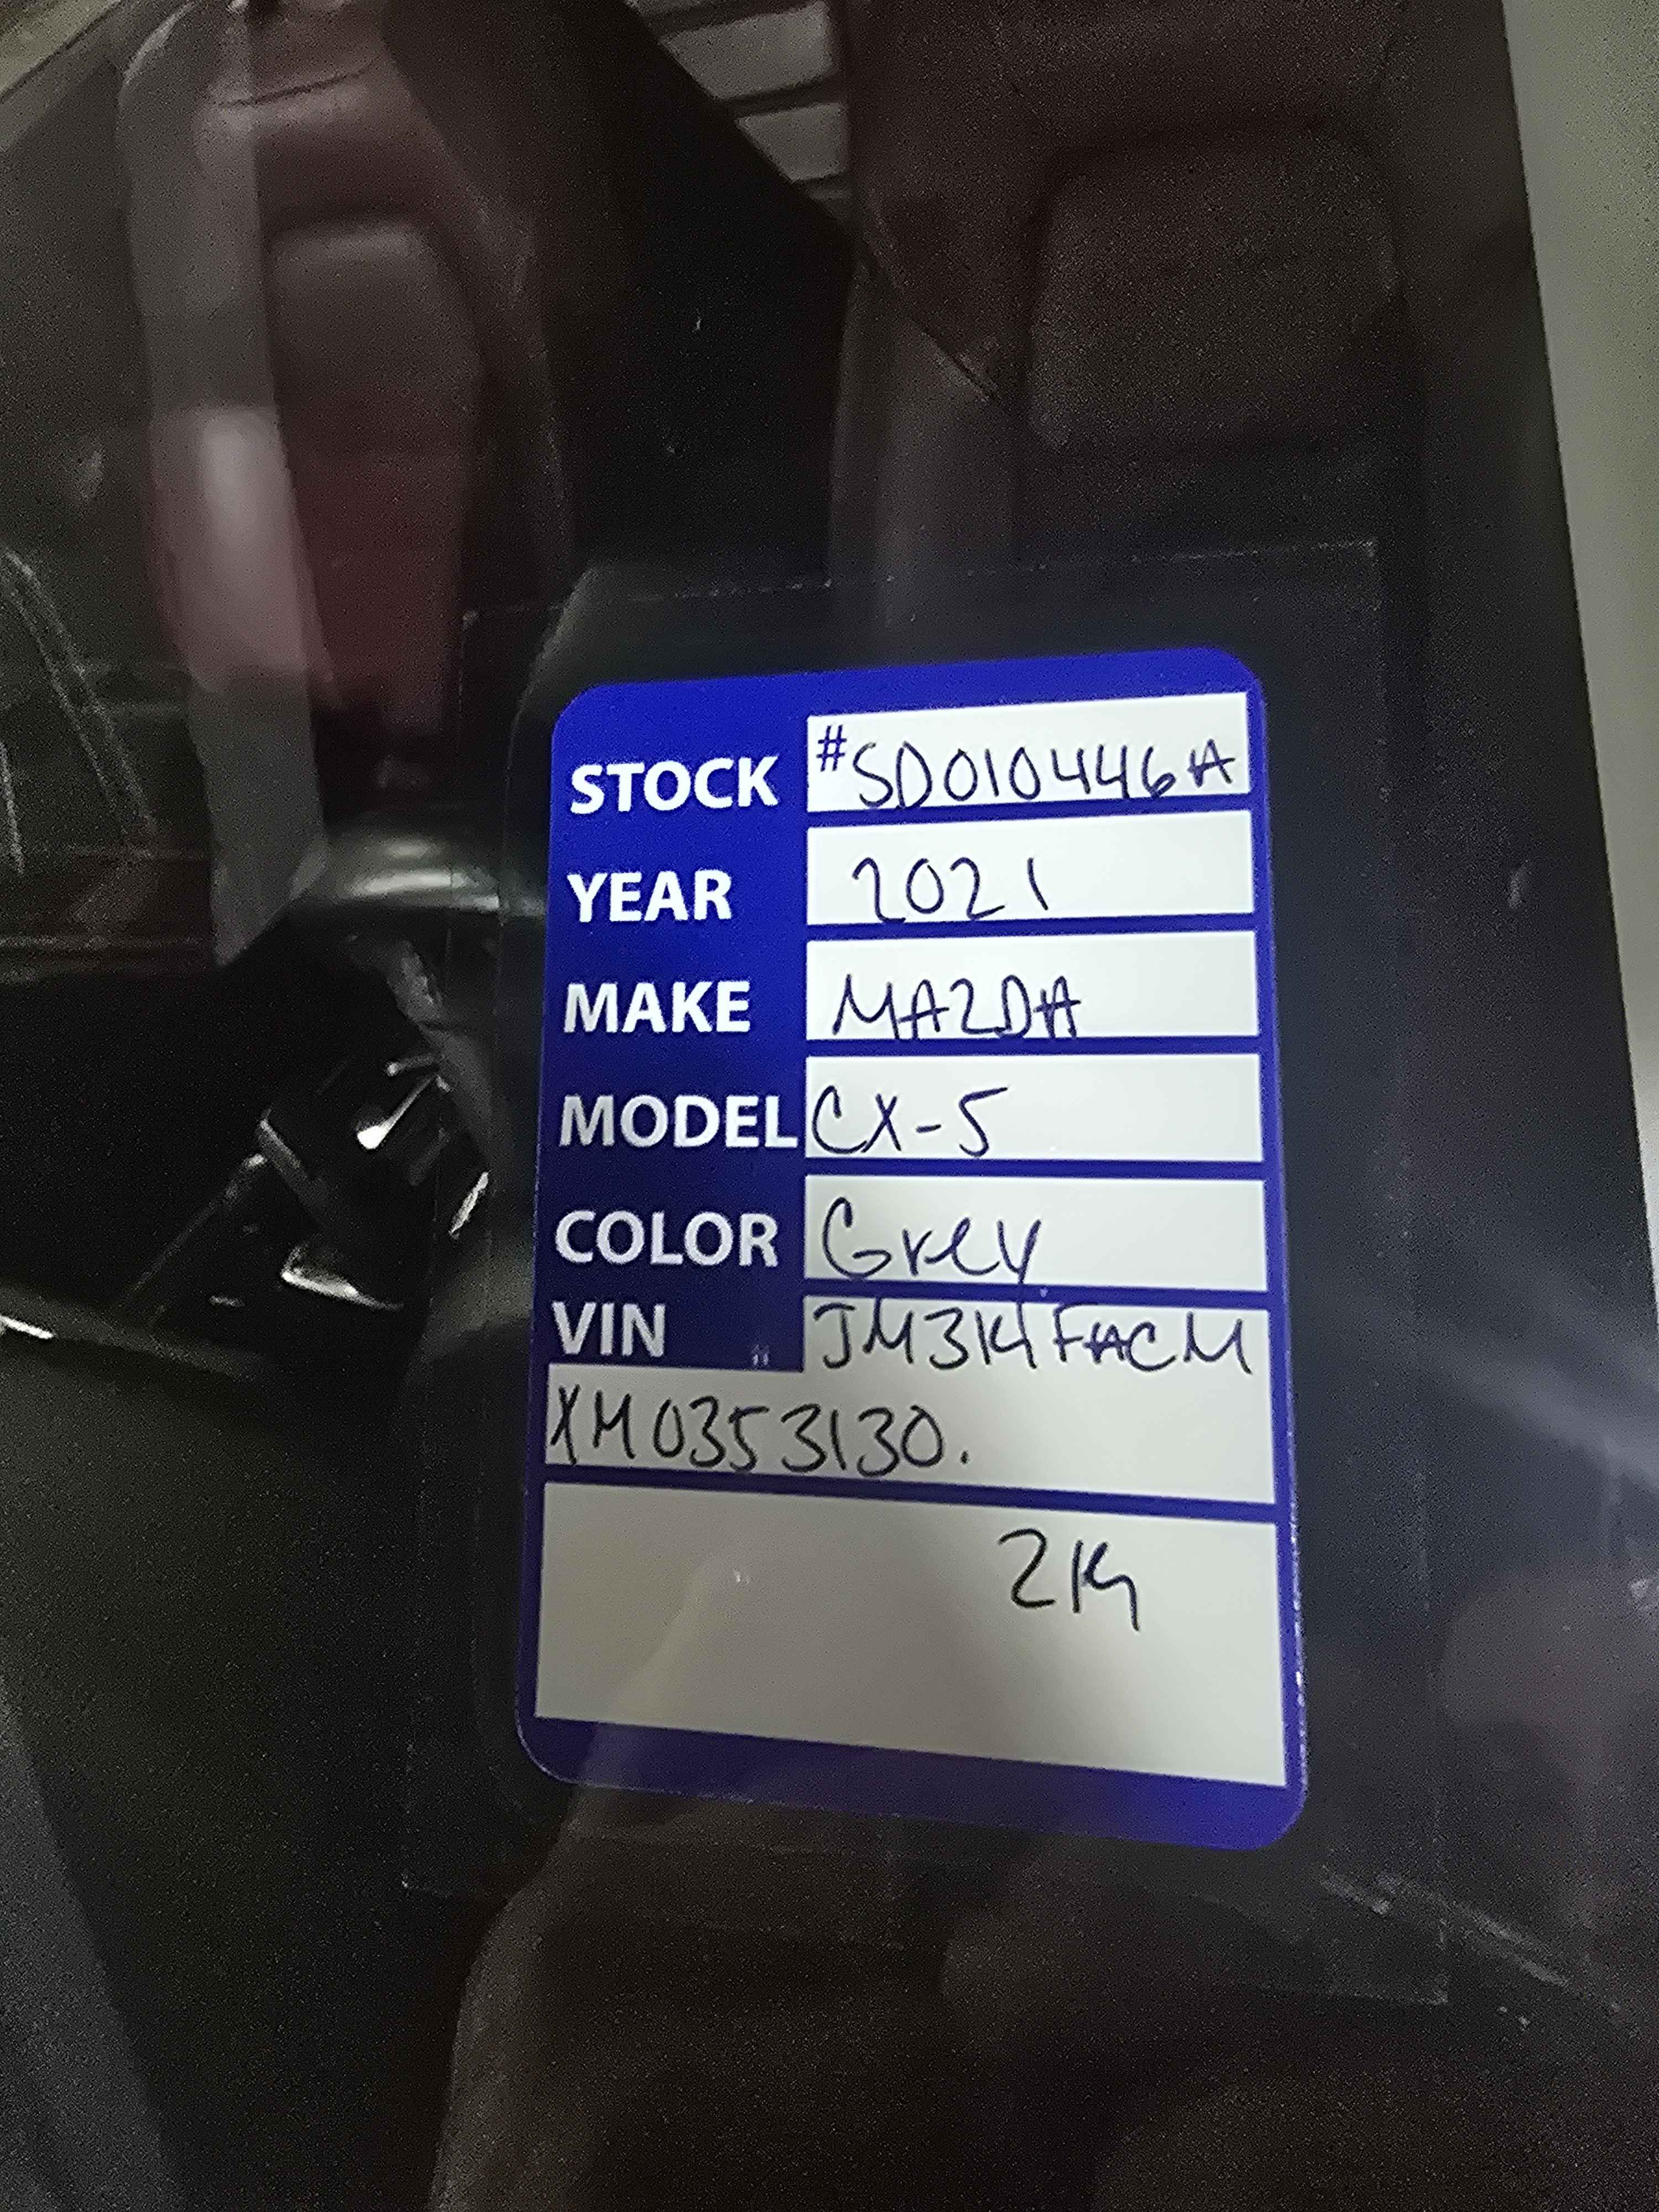 STOCK #SD010446A
YEAR 2021
MAKE MAZDA
MODEL CX-5
COLOR Grey
VIN JM3KFACM
XM0353130.
2K